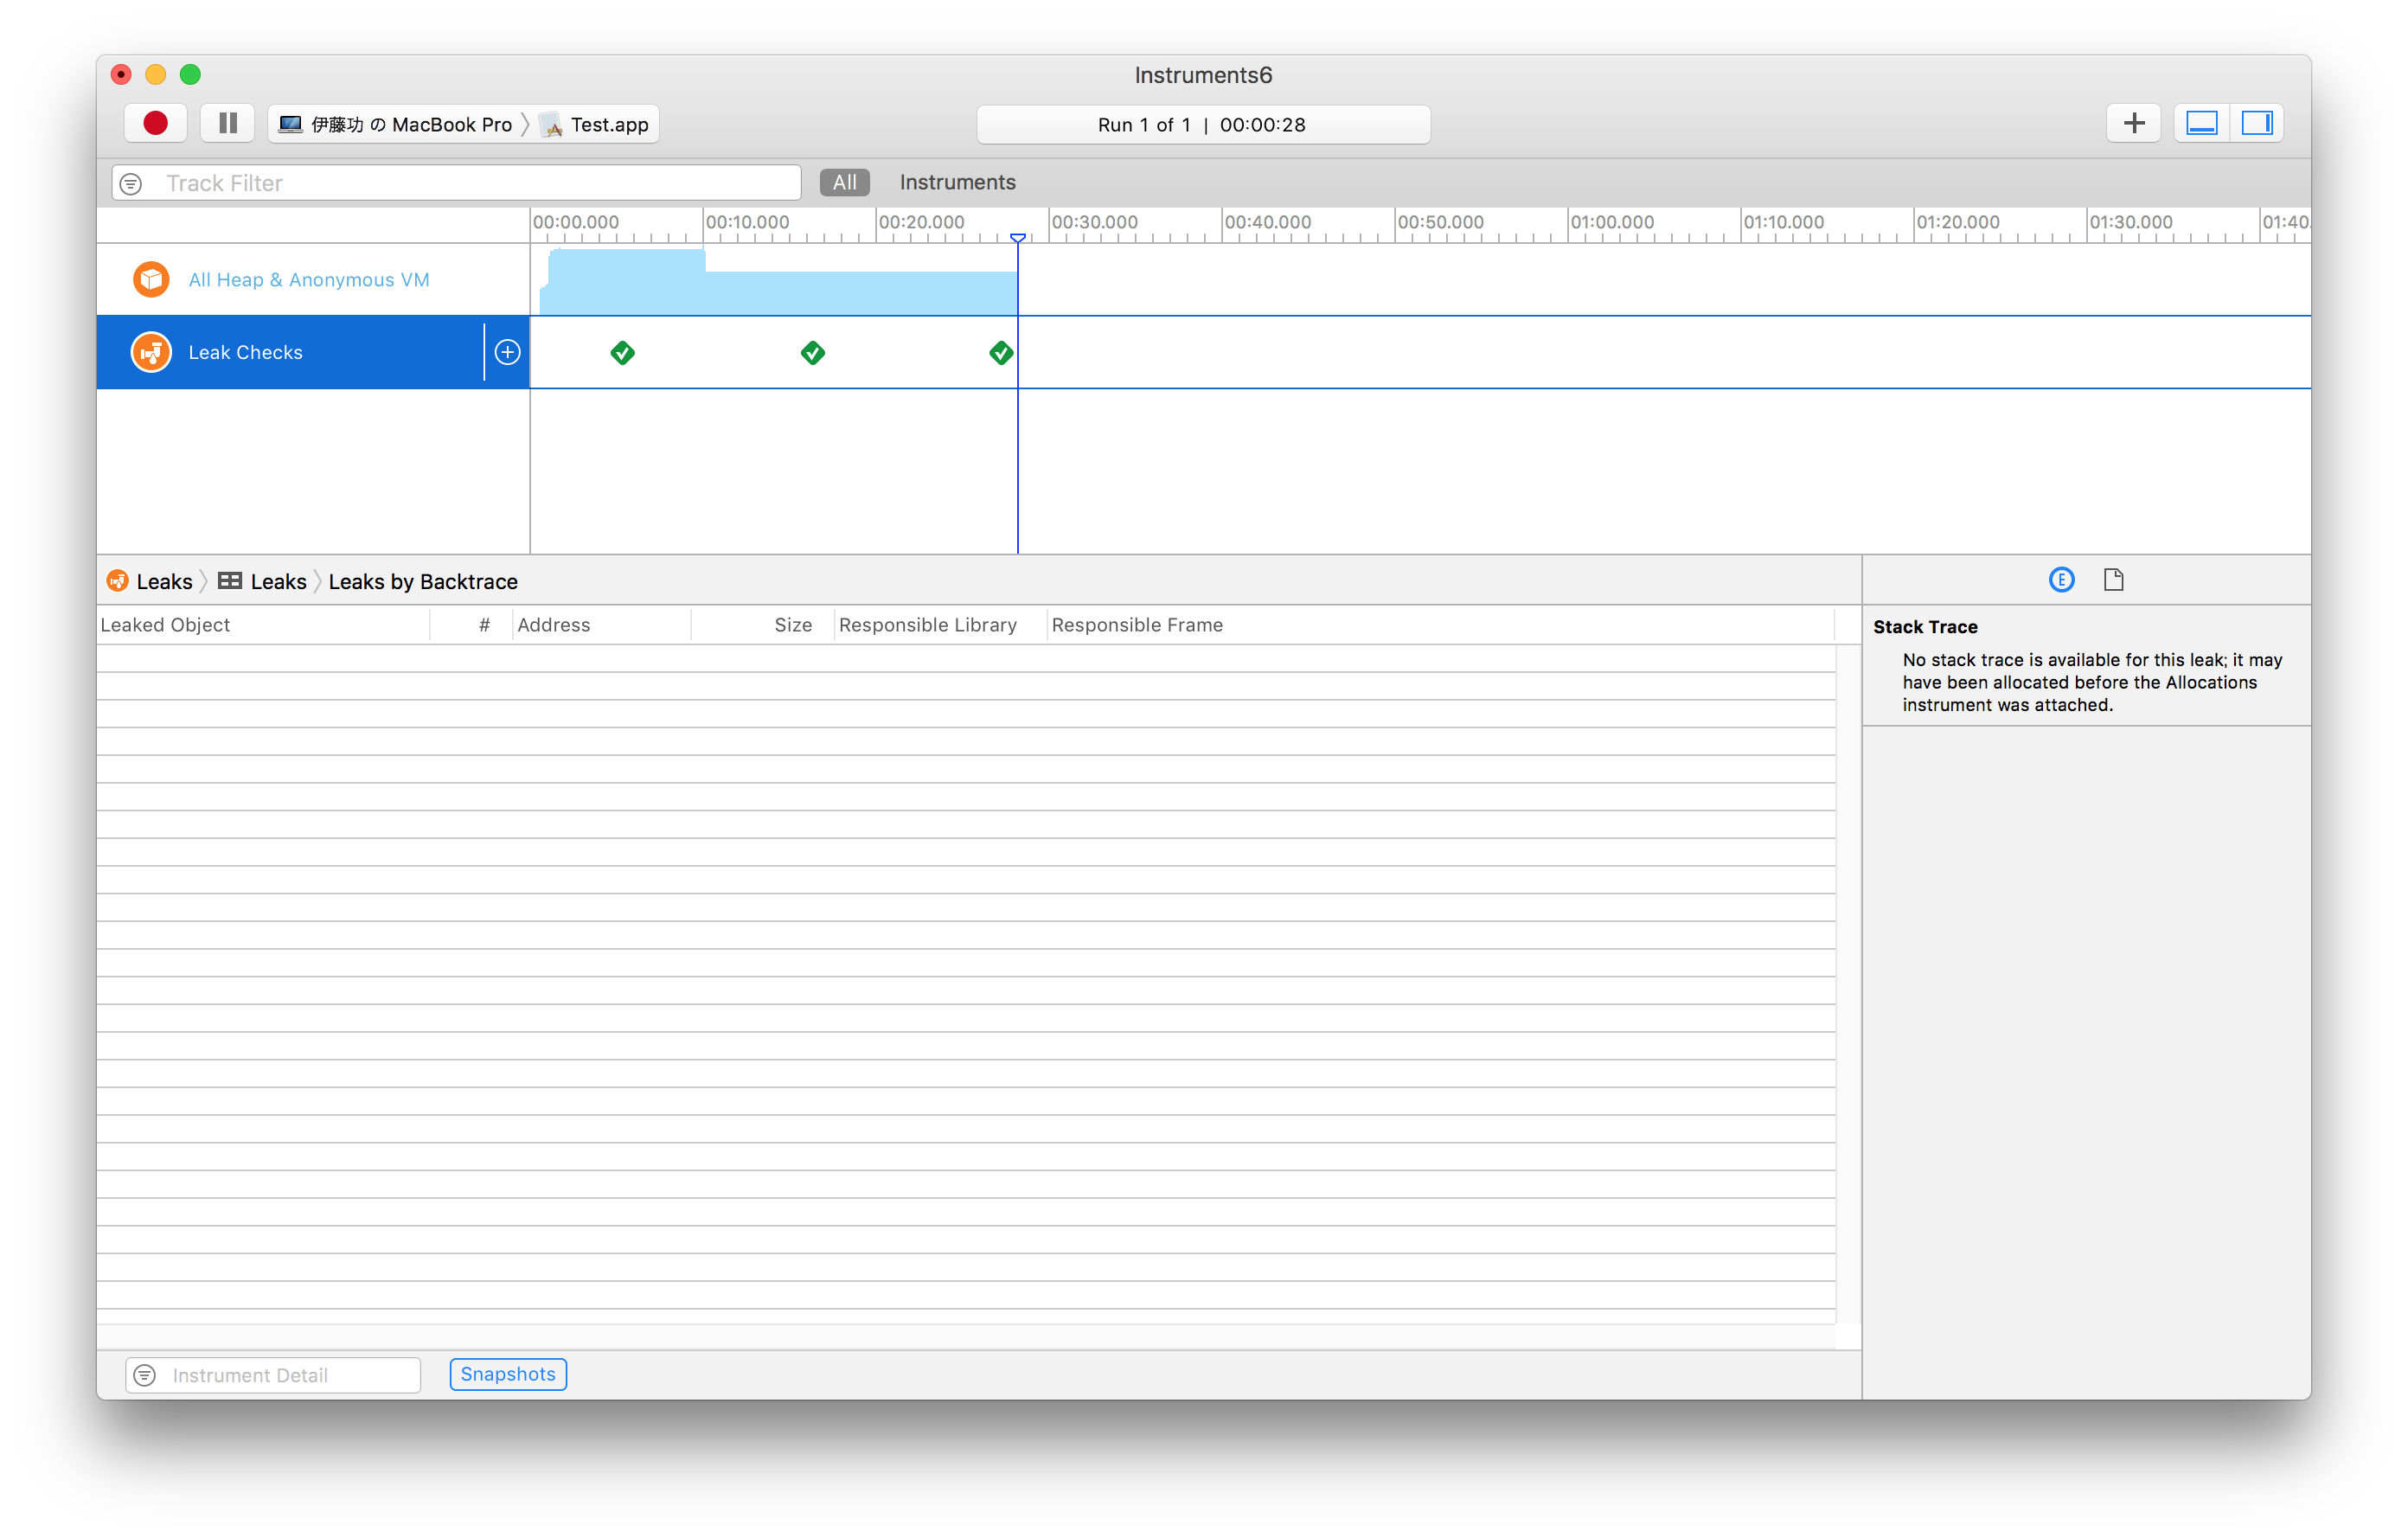 Instruments6
伊藤功 の MacBook Pro Test.app
Run 1 of 1 | 00:00:28
Track Filter All Instruments
00:00.000 00:10.000 00:20.000 00:30.000 00:40.000 00:50.000 01:00.000 01:10.000 01:20.000 01:30.000 01:40.
All Heap & Anonymous VM
Leak Checks
Leaks Leaks Leaks by Backtrace
E
Leaked Object # Address Size Responsible Library Responsible Frame
Stack Trace
No stack trace is available for this leak; it may
have been allocated before the Allocations
instrument was attached.
Instrument Detail Snapshots